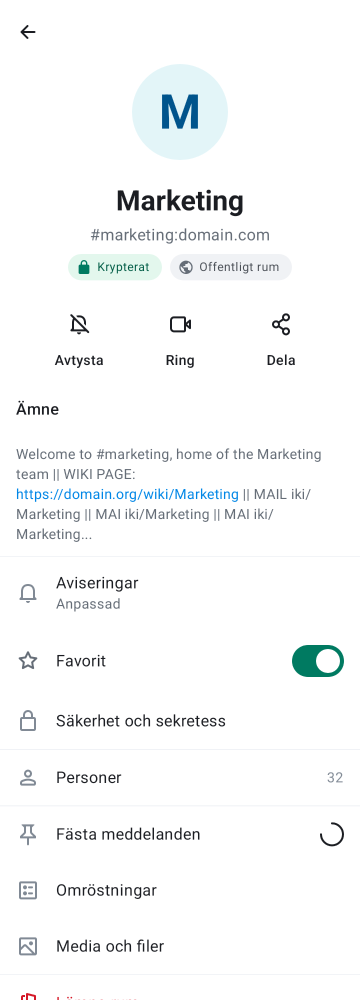 M
Marketing
#marketing:domain.com
Krypterat
Offentligt rum
Avtysta
Ring
Dela
Ämne
Welcome to #marketing, home of the Marketing
team || WIKI PAGE:
https://domain.org/wiki/Marketing || MAIL iki/
Marketing || MAI iki/Marketing || MAI iki/
Marketing...
Aviseringar
Anpassad
Favorit
Säkerhet och sekretess
Personer 32
Fästa meddelanden
Omröstningar
Media och filer